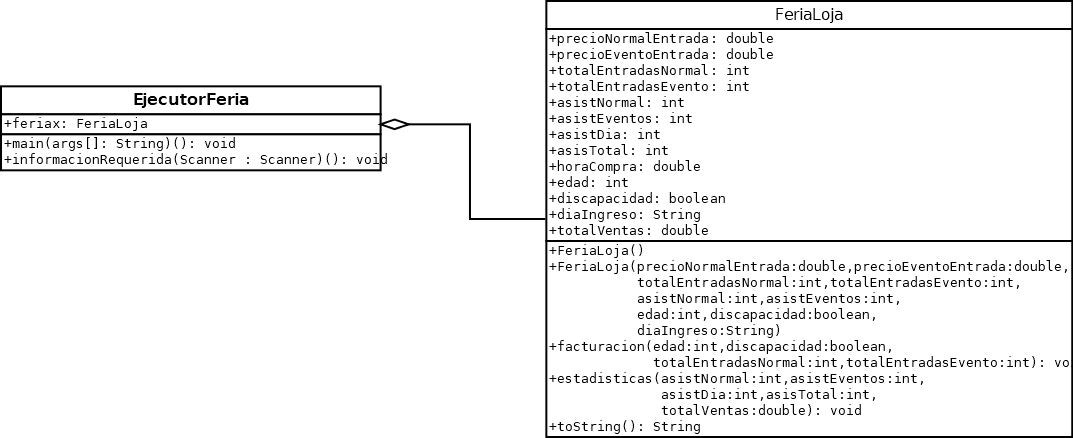 EjecutorFeria
+feriax: FeriaLoja
+main(args[]: String)(): void
+informacionRequerida(Scanner : Scanner)(): void
FeriaLoja
+precioNormalEntrada: double
+precioEventoEntrada: double
+totalEntradasNormal: int
+totalEntradasEvento: int
+asistNormal: int
+asistEventos: int
+asistDia: int
+asisTotal: int
+horaCompra: double
+edad: int
+discapacidad: boolean
+diaIngreso: String
+totalVentas: double
+FeriaLoja()
+FeriaLoja(precioNormalEntrada:double,precioEventoEntrada:double,
totalEntradasNormal:int,totalEntradasEvento:int,
asistNormal:int,asistEventos:int,
edad:int,discapacidad:boolean,
diaIngreso:String)
+facturacion(edad:int,discapacidad:boolean,
totalEntradasNormal:int,totalEntradasEvento:int): vo
+estadisticas(asistNormal:int,asistEventos:int,
asistDia:int,asisTotal:int,
totalVentas:double): void
+toString(): String